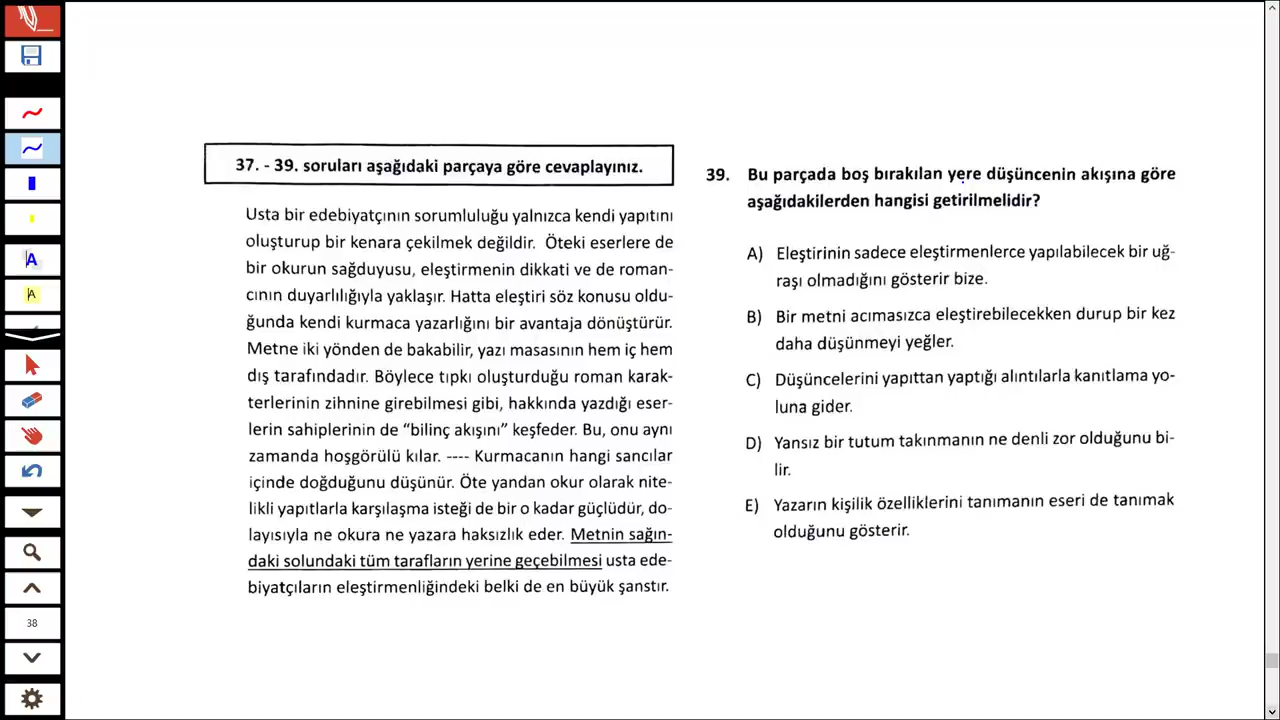 37. - 39. soruları aşağıdaki parçaya göre cevaplayınız.
Usta bir edebiyatçının sorumluluğu yalnızca kendi yapıtını
oluşturup bir kenara çekilmek değildir. Öteki eserlere de
bir okurun sağduyusu, eleştirmenin dikkati ve de roman-
cının duyarlılığıyla yaklaşır. Hatta eleştiri söz konusu oldu-
ğunda kendi kurmaca yazarlığını bir avantaja dönüştürür.
Metne iki yönden de bakabilir, yazı masasının hem iç hem
dış tarafındadır. Böylece tıpkı oluşturduğu roman karak-
terlerinin zihnine girebilmesi gibi, hakkında yazdığı eser-
lerin sahiplerinin de “bilinç akışını” keşfeder. Bu, onu aynı
zamanda hoşgörülü kılar. ---- Kurmacanın hangi sancılar
içinde doğduğunu düşünür. Öte yandan okur olarak nite-
likli yapıtlarla karşılaşma isteği de bir o kadar güçlüdür, do-
layısıyla ne okura ne yazara haksızlık eder. Metnin sağın-
daki solundaki tüm tarafların yerine geçebilmesi usta ede-
biyatçıların eleştirmenliğindeki belki de en büyük şanstır.
39. Bu parçada boş bırakılan yere düşüncenin akışına göre
aşağıdakilerden hangisi getirilmelidir?
A) Eleştirinin sadece eleştirmenlerce yapılabilecek bir uğ-
raşı olmadığını gösterir bize.
B) Bir metni acımasızca eleştirebilecekken durup bir kez
daha düşünmeyi yeğler.
C) Düşüncelerini yapıttan yaptığı alıntılarla kanıtlama yo-
luna gider.
D) Yansız bir tutum takınmanın ne denli zor olduğunu bi-
lir.
E) Yazarın kişilik özelliklerini tanımanın eseri de tanımak
olduğunu gösterir.
A
A
38